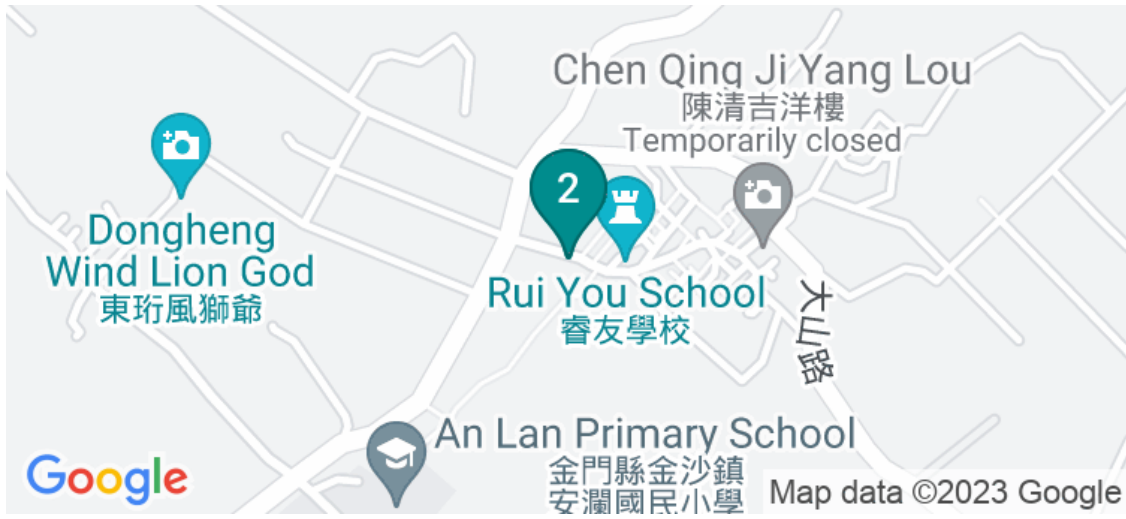 Chen Qing Ji Yang Lou
陳清吉洋樓
Temporarily closed
2
Dongheng
Wind Lion God
東珩風獅爺
Rui You School
睿友學校
大山路
An Lan Primary School
金門縣金沙鎮
安瀾國民小學
Google
Map data ©2023 Google